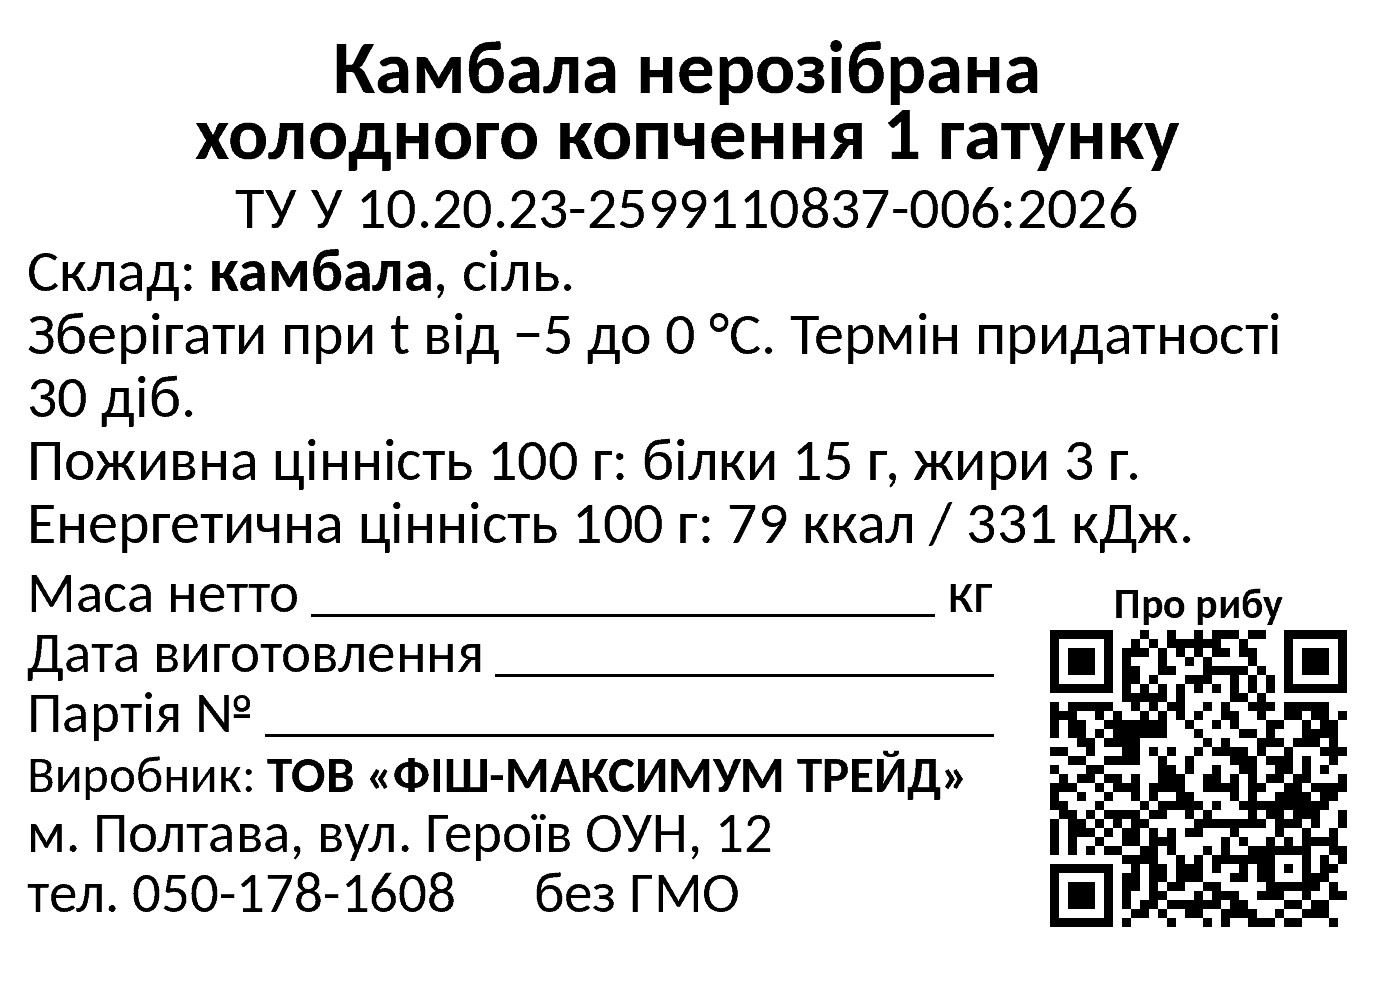 Камбала нерозібрана
холодного копчення 1 гатунку
ТУ У 10.20.23-2599110837-006:2026
Склад: камбала, сіль.
Зберігати при t від −5 до 0 °C. Термін придатності
30 діб.
Поживна цінність 100 г: білки 15 г, жири 3 г.
Енергетична цінність 100 г: 79 ккал / 331 кДж.
Маса нетто ______ кг
Про рибу
Дата виготовлення ______
Партія № ______
Виробник: ТОВ «ФІШ-МАКСИМУМ ТРЕЙД»
м. Полтава, вул. Героїв ОУН, 12
тел. 050-178-1608 без ГМО